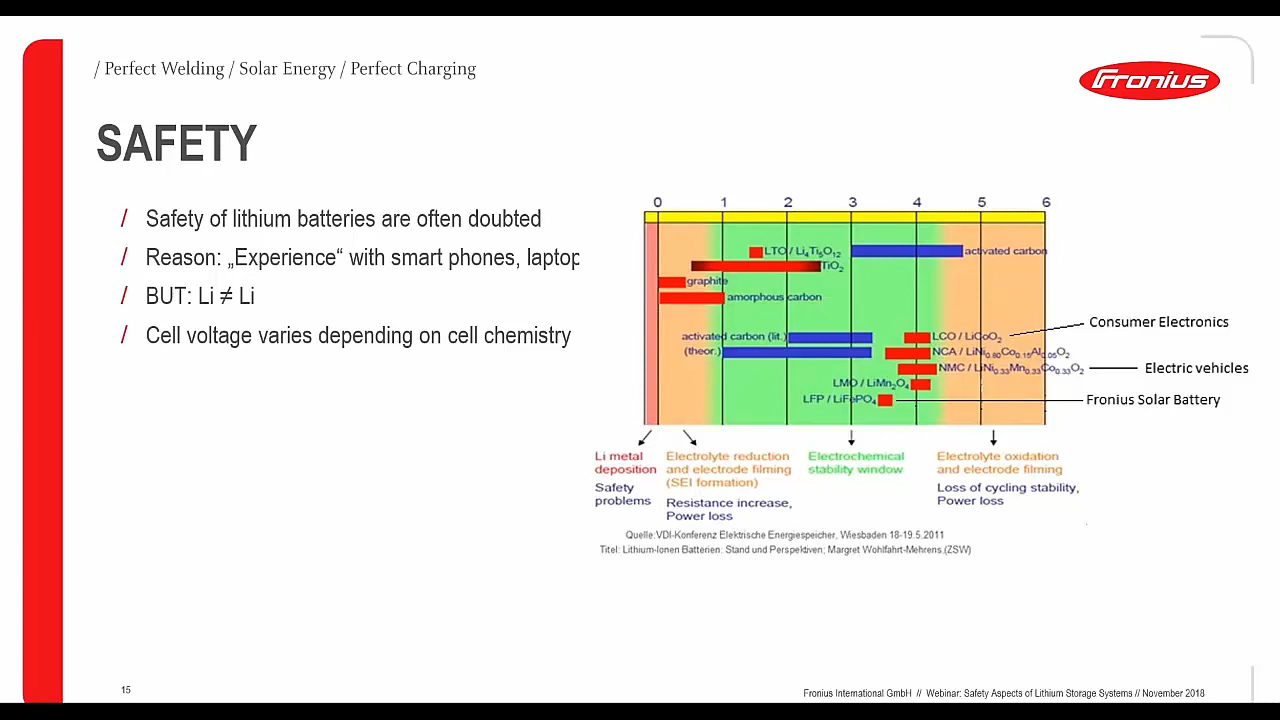 / Perfect Welding / Solar Energy / Perfect Charging
Fronius
SAFETY
/ Safety of lithium batteries are often doubted
/ Reason: „Experience“ with smart phones, laptop
/ BUT: Li ≠ Li
/ Cell voltage varies depending on cell chemistry
0 1 2 3 4 5 6
LTO / Li4Ti5O12
activated carbon
TiO2
graphite
amorphous carbon
activated carbon (lit.)
(theor.)
LCO / LiCoO2
NCA / LiNi0.80Co0.15Al0.05O2
NMC / LiNi0.33Mn0.33Co0.33O2
LMO / LiMn2O4
LFP / LiFePO4
Consumer Electronics
Electric vehicles
Fronius Solar Battery
Li metal
deposition
Safety
problems
Electrolyte reduction
and electrode filming
(SEI formation)
Resistance increase,
Power loss
Electrochemical
stability window
Electrolyte oxidation
and electrode filming
Loss of cycling stability,
Power loss
Quelle:VDI-Konferenz Elektrische Energiespeicher, Wiesbaden 18-19.5.2011
Titel: Lithium-Ionen Batterien: Stand und Perspektiven; Margret Wohlfahrt-Mehrens,(ZSW)
15
Fronius International GmbH // Webinar: Safety Aspects of Lithium Storage Systems // November 2018